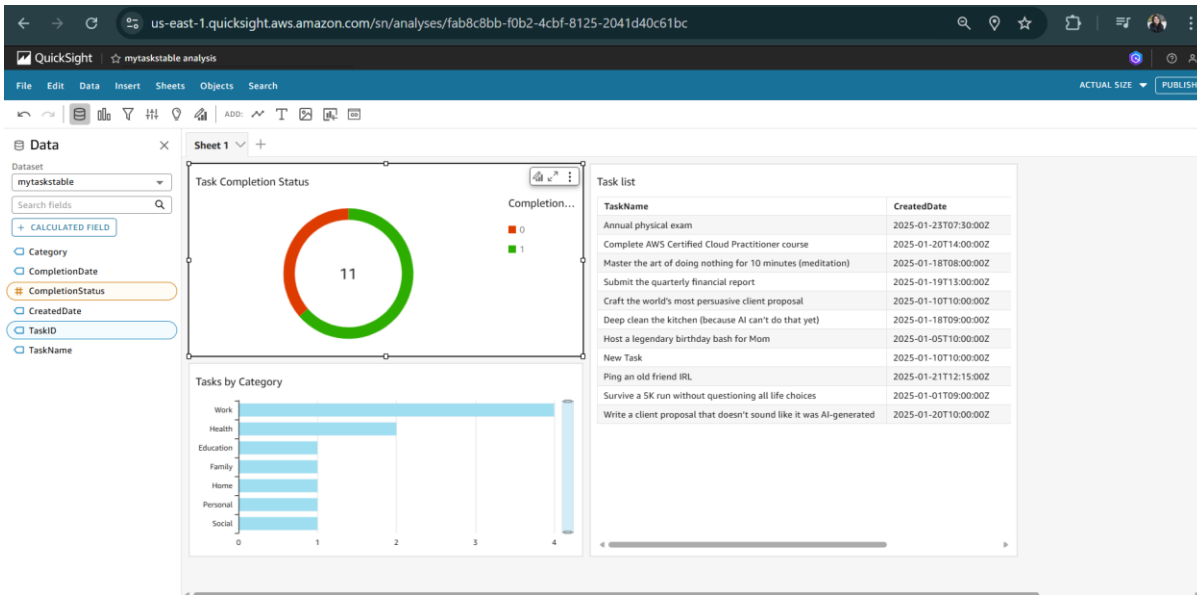 us-east-1.quicksight.aws.amazon.com/sn/analyses/fab8c8bb-f0b2-4cbf-8125-2041d40c61bc
QuickSight mytaskstable analysis
File Edit Data Insert Sheets Objects Search ACTUAL SIZE PUBLISH
ADD:
Data
Dataset
mytaskstable
Search fields
+ CALCULATED FIELD
Category
CompletionDate
# CompletionStatus
CreatedDate
TaskID
TaskName
Sheet 1
Task Completion Status
Completion...
0
1
11
Tasks by Category
Work
Health
Education
Family
Home
Personal
Social
0 1 2 3 4
Task list
TaskName CreatedDate
Annual physical exam 2025-01-23T07:30:00Z
Complete AWS Certified Cloud Practitioner course 2025-01-20T14:00:00Z
Master the art of doing nothing for 10 minutes (meditation) 2025-01-18T08:00:00Z
Submit the quarterly financial report 2025-01-19T13:00:00Z
Craft the world's most persuasive client proposal 2025-01-10T10:00:00Z
Deep clean the kitchen (because AI can't do that yet) 2025-01-18T09:00:00Z
Host a legendary birthday bash for Mom 2025-01-05T10:00:00Z
New Task 2025-01-10T10:00:00Z
Ping an old friend IRL 2025-01-21T12:15:00Z
Survive a 5K run without questioning all life choices 2025-01-01T09:00:00Z
Write a client proposal that doesn't sound like it was AI-generated 2025-01-20T10:00:00Z